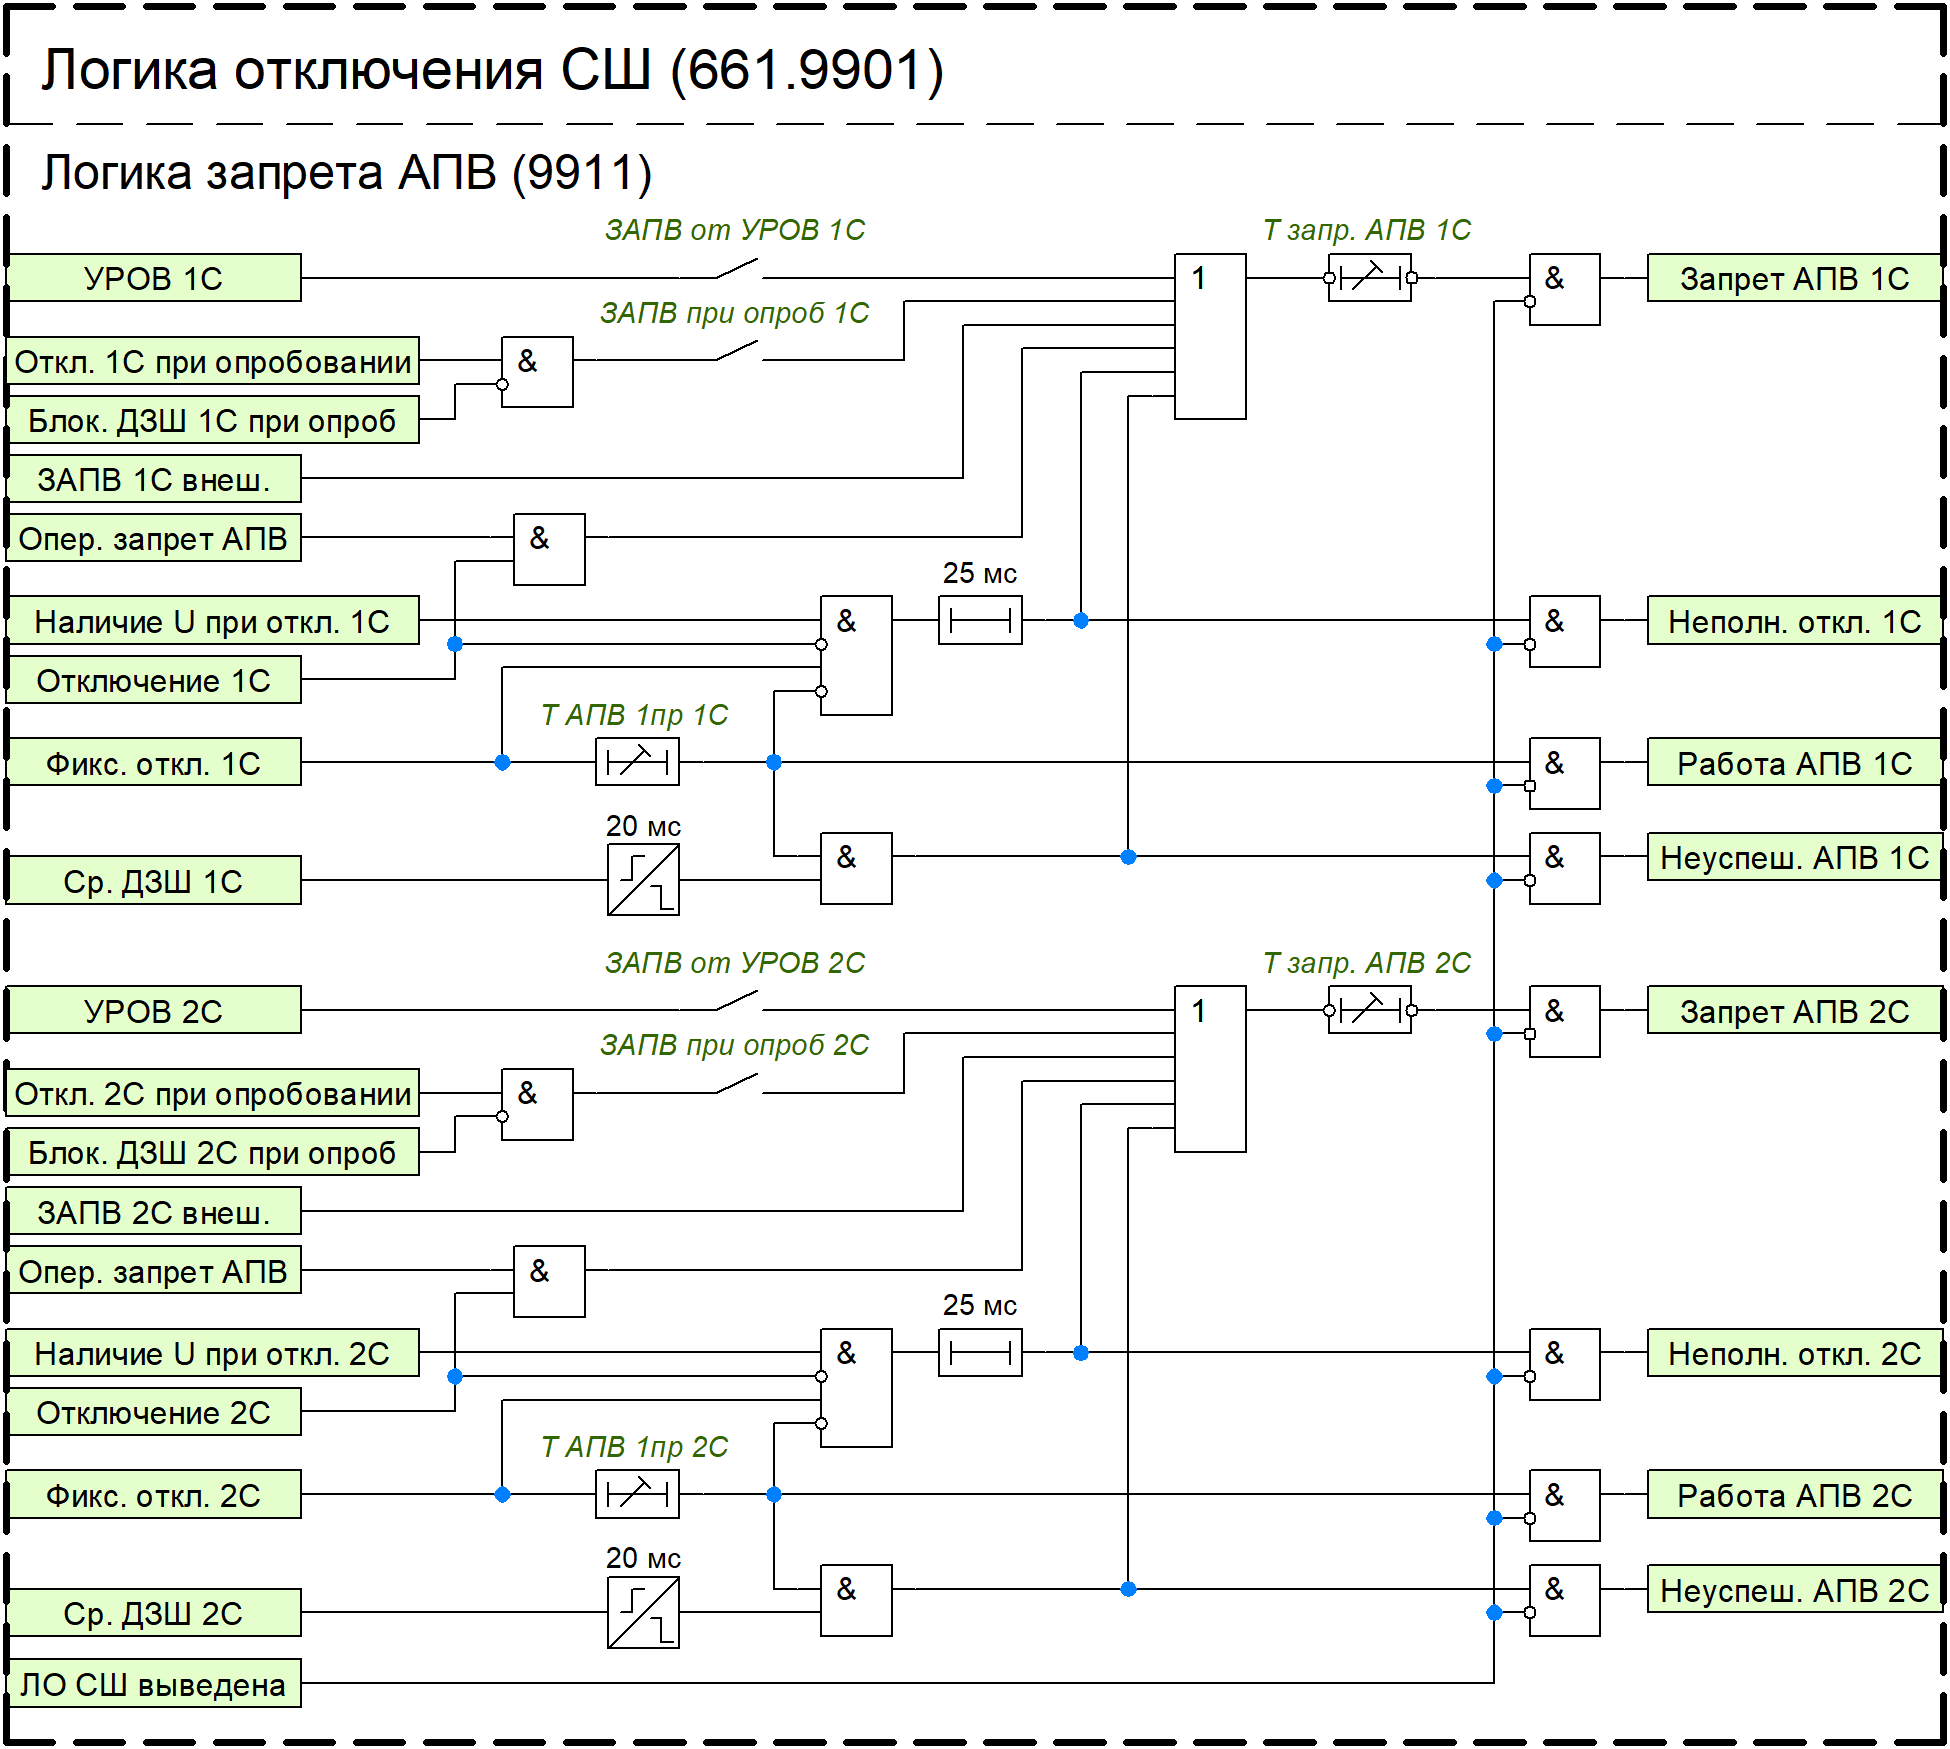 Логика отключения СШ (661.9901)
Логика запрета АПВ (9911)
ЗАПВ от УРОВ 1С
Т запр. АПВ 1С
УРОВ 1С
1
&
Запрет АПВ 1С
ЗАПВ при опроб 1С
Откл. 1С при опробовании
&
Блок. ДЗШ 1С при опроб
ЗАПВ 1С внеш.
Опер. запрет АПВ
&
25 мс
Наличие U при откл. 1С
&
&
Неполн. откл. 1С
Отключение 1С
Т АПВ 1пр 1С
Фикс. откл. 1С
&
Работа АПВ 1С
20 мс
Ср. ДЗШ 1С
&
&
Неуспеш. АПВ 1С
ЗАПВ от УРОВ 2С
Т запр. АПВ 2С
УРОВ 2С
1
&
Запрет АПВ 2С
ЗАПВ при опроб 2С
Откл. 2С при опробовании
&
Блок. ДЗШ 2С при опроб
ЗАПВ 2С внеш.
Опер. запрет АПВ
&
25 мс
Наличие U при откл. 2С
&
&
Неполн. откл. 2С
Отключение 2С
Т АПВ 1пр 2С
Фикс. откл. 2С
&
Работа АПВ 2С
20 мс
Ср. ДЗШ 2С
&
&
Неуспеш. АПВ 2С
ЛО СШ выведена